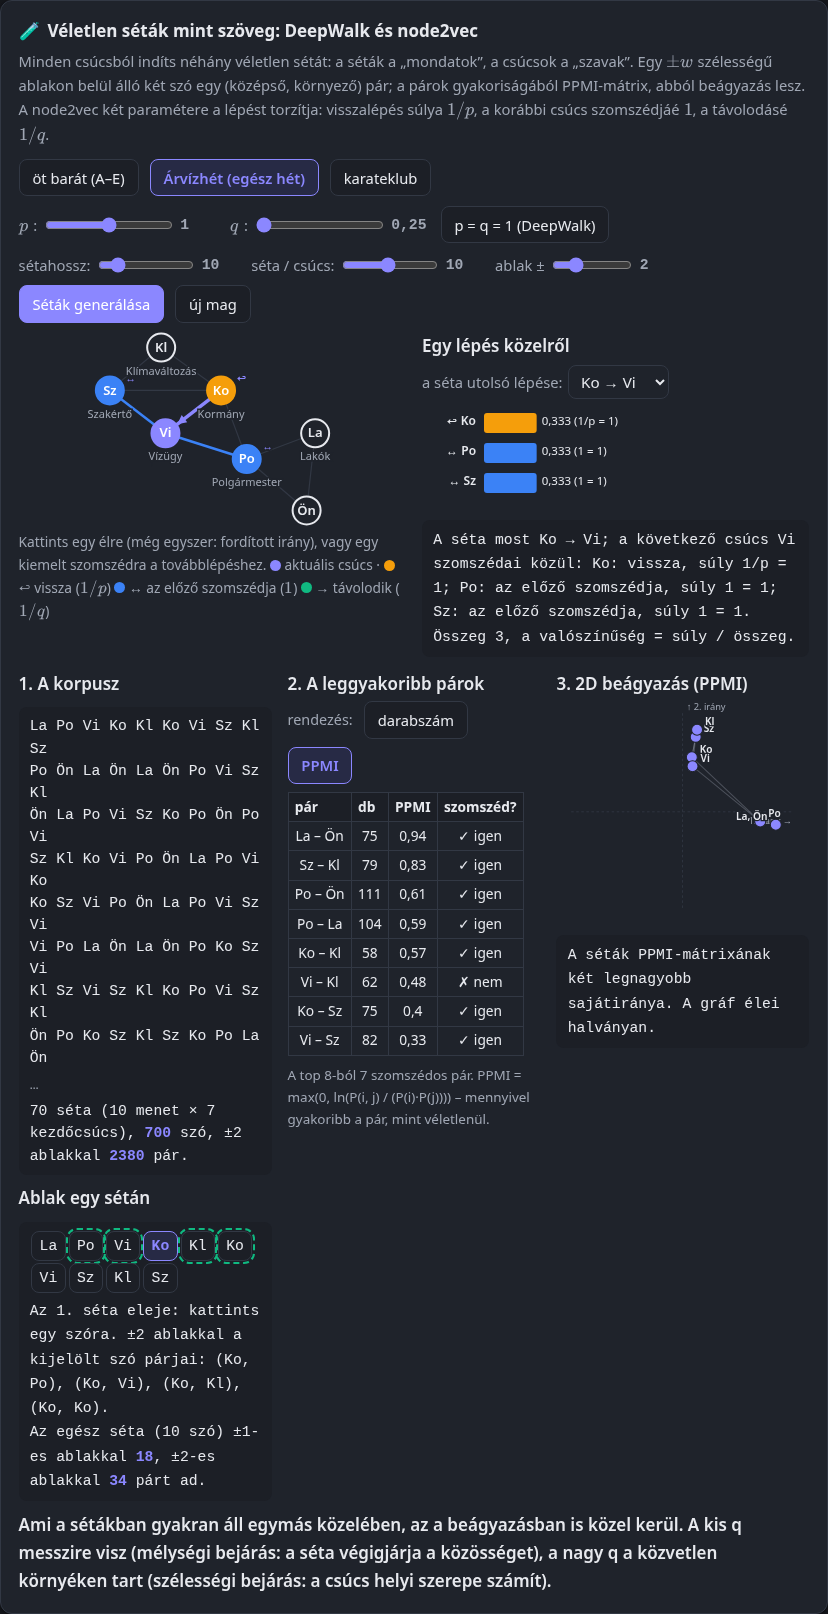 🧪 Véletlen séták mint szöveg: DeepWalk és node2vec
Minden csúcsból indíts néhány véletlen sétát: a séták a „mondatok”, a csúcsok a „szavak”. Egy ±w szélességű
ablakon belül álló két szó egy (középső, környező) pár; a párok gyakoriságából PPMI-mátrix, abból beágyazás lesz.
A node2vec két paramétere a lépést torzítja: visszalépés súlya 1/p, a korábbi csúcs szomszédjáé 1, a távolodásé
1/q.
öt barát (A–E) Árvízhét (egész hét) karateklub
p : 1 q : 0,25 p = q = 1 (DeepWalk)
sétahossz: 10 séta / csúcs: 10 ablak ± 2
Séták generálása új mag
Kl
Klímaváltozás
Sz ↔ Ko ↩
Szakértő Kormány
Vi La
Vízügy Lakók
Po ↔
Polgármester
Ön
Kattints egy élre (még egyszer: fordított irány), vagy egy
kiemelt szomszédra a továbblépéshez. aktuális csúcs ·
↩ vissza (1/p) ↔ az előző szomszédja (1) → távolodik (
1/q)
Egy lépés közelről
a séta utolsó lépése: Ko → Vi
↩ Ko 0,333 (1/p = 1)
↔ Po 0,333 (1 = 1)
↔ Sz 0,333 (1 = 1)
A séta most Ko → Vi; a következő csúcs Vi
szomszédai közül: Ko: vissza, súly 1/p =
1; Po: az előző szomszédja, súly 1 = 1;
Sz: az előző szomszédja, súly 1 = 1.
Összeg 3, a valószínűség = súly / összeg.
1. A korpusz
La Po Vi Ko Kl Ko Vi Sz Kl
Sz
Po Ön La Ön La Ön Po Vi Sz
Kl
Ön La Po Vi Sz Ko Po Ön Po
Vi
Sz Kl Ko Vi Po Ön La Po Vi
Ko
Ko Sz Vi Po Ön La Po Vi Sz
Vi
Vi Po La Ön La Ön Po Ko Sz
Vi
Kl Sz Vi Sz Kl Ko Po Vi Sz
Kl
Ön Po Ko Sz Kl Sz Ko Po La
Ön
…
70 séta (10 menet × 7
kezdőcsúcs), 700 szó, ±2
ablakkal 2380 pár.
2. A leggyakoribb párok
rendezés: darabszám
PPMI
pár db PPMI szomszéd?
La – Ön 75 0,94 ✓ igen
Sz – Kl 79 0,83 ✓ igen
Po – Ön 111 0,61 ✓ igen
Po – La 104 0,59 ✓ igen
Ko – Kl 58 0,57 ✓ igen
Vi – Kl 62 0,48 ✗ nem
Ko – Sz 75 0,4 ✓ igen
Vi – Sz 82 0,33 ✓ igen
A top 8-ból 7 szomszédos pár. PPMI =
max(0, ln(P(i, j) / (P(i)·P(j)))) – mennyivel
gyakoribb a pár, mint véletlenül.
3. 2D beágyazás (PPMI)
↑ 2. irány
Kl
Sz
Ko
Vi
La, Ön Po
→
A séták PPMI-mátrixának
két legnagyobb
sajátiránya. A gráf élei
halványan.
Ablak egy sétán
La Po Vi Ko Kl Ko
Vi Sz Kl Sz
Az 1. séta eleje: kattints
egy szóra. ±2 ablakkal a
kijelölt szó párjai: (Ko,
Po), (Ko, Vi), (Ko, Kl),
(Ko, Ko).
Az egész séta (10 szó) ±1-
es ablakkal 18, ±2-es
ablakkal 34 párt ad.
Ami a sétákban gyakran áll egymás közelében, az a beágyazásban is közel kerül. A kis q
messzire visz (mélységi bejárás: a séta végigjárja a közösséget), a nagy q a közvetlen
környéken tart (szélességi bejárás: a csúcs helyi szerepe számít).